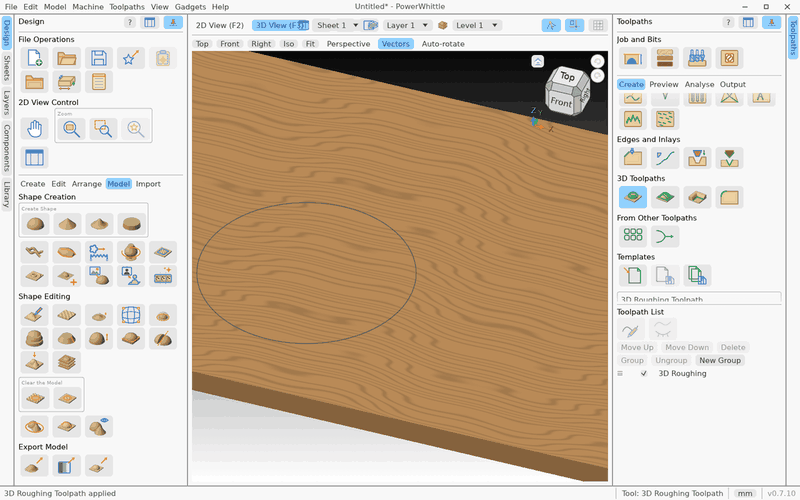 Untitled* - PowerWhittle
File Edit Model Machine Toolpaths View Gadgets Help
Design
Sheets
Layers
Components
Library
Design
?
File Operations
2D View Control
Zoom
Create Edit Arrange Model Import
Shape Creation
Create Shape
Shape Editing
Clear the Model
Export Model
2D View (F2) 3D View (F3) Sheet 1 Layer 1 Level 1
Top Front Right Iso Fit Perspective Vectors Auto-rotate
Top
Front
Right
Z
Y
X
Toolpaths
?
Toolpaths
Job and Bits
Create Preview Analyse Output
Edges and Inlays
3D Toolpaths
From Other Toolpaths
Templates
3D Roughing Toolpath
Toolpath List
Move Up Move Down Delete
Group Ungroup New Group
3D Roughing
3D Roughing Toolpath applied
Tool: 3D Roughing Toolpath mm v0.7.10